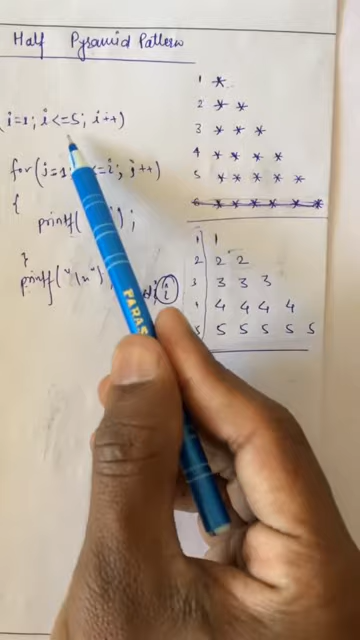 Half Pyramid Pattern
(i=1; i<=5; i++)
for(j=1; <=i; j++)
{
printf(" ");
}
printf("\n");
1 *
2 * *
3 * * *
4 * * * *
5 * * * * *
6 * * * * * *
1 1
2 2 2
3 3 3 3
4 4 4 4 4
5 5 5 5 5 5
PARAS